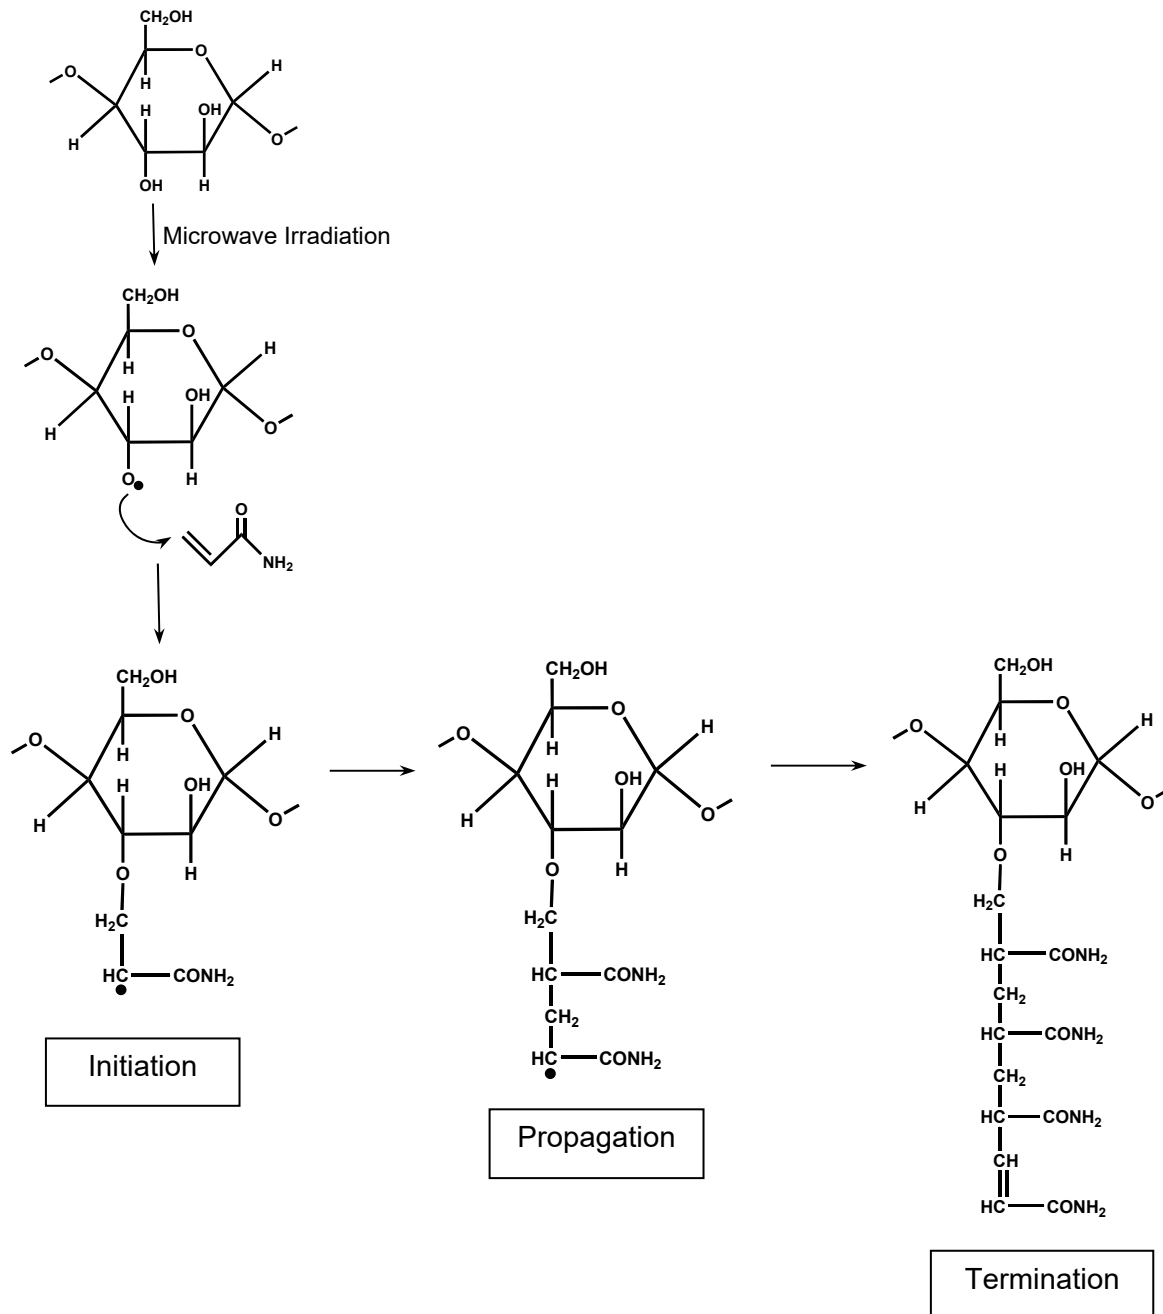 CH2OH
O
O
H
H
H
OH
H
O
OH
H
Microwave Irradiation
CH2OH
O
O
H
H
H
OH
H
O
O
H
O
NH2
CH2OH
O
O
H
H
H
OH
H
O
O
H
H2C
HC
CONH2
Initiation
CH2OH
O
O
H
H
H
OH
H
O
O
H
H2C
HC
CONH2
CH2
HC
CONH2
Propagation
CH2OH
O
O
H
H
H
OH
H
O
O
H
H2C
HC
CONH2
CH2
HC
CONH2
CH2
HC
CONH2
CH
HC
CONH2
Termination